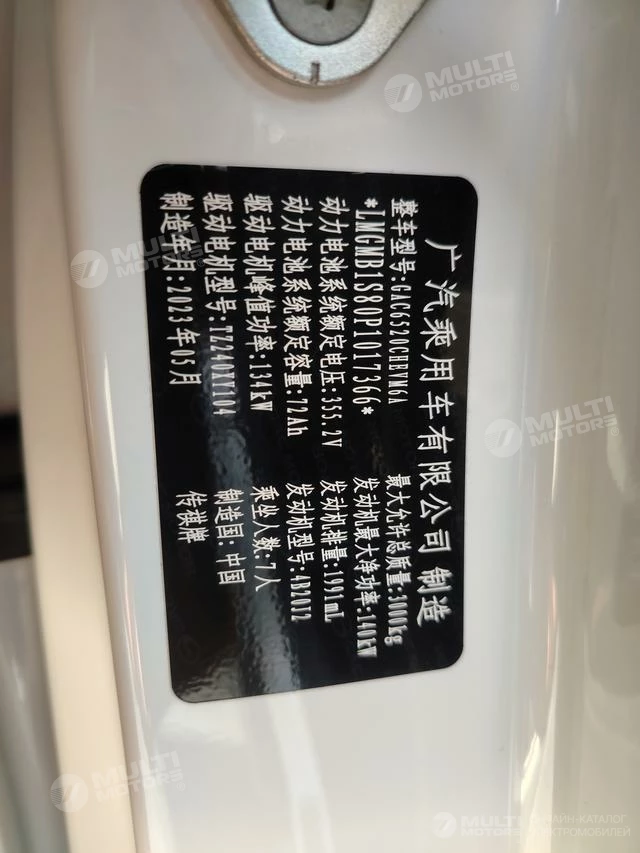 广汽乘用车有限公司 制造
整车型号:GAC6520CHEVM6A 最大允许总质量:3000kg
*LMGMD1S80P1017366* 发动机最大净功率:140kW
动力电池系统额定电压:355.2V 发动机排量:1991mL
动力电池系统额定容量:72Ah 发动机型号:4B20J2
驱动电机峰值功率:134kW 乘坐人数:7人
驱动电机型号:TZ240XY104 制造国:中国
制造年月:2023年05月 传祺牌
MULTI MOTORS
MULTI MOTORS
MULTI MOTORS
MULTI MOTORS
MULTI MOTORS ОНЛАЙН-КАТАЛОГ ЭЛЕКТРОМОБИЛЕЙ